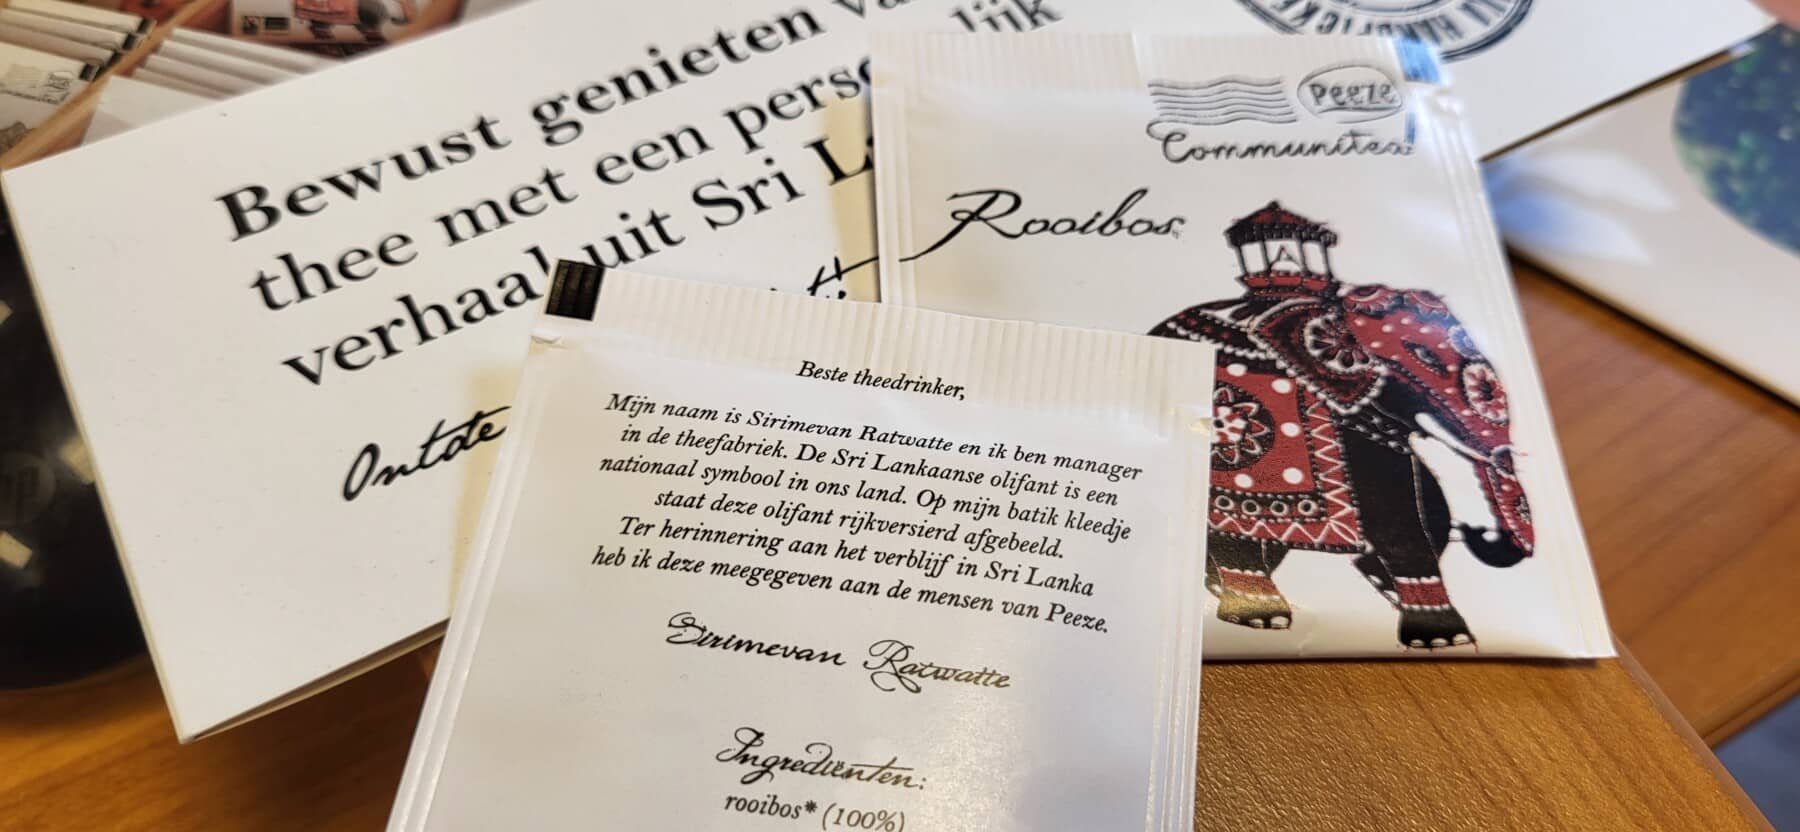 Bewust genieten
thee met een
verhaal uit Sri
Ontde
Peeze
Communitea
Rooibos
Beste theedrinker,
Mijn naam is Sirimevan Ratwatte en ik ben manager
in de theefabriek. De Sri Lankaanse olifant is een
nationaal symbool in ons land. Op mijn batik kleedje
staat deze olifant rijkversierd afgebeeld.
Ter herinnering aan het verblijf in Sri Lanka
heb ik deze meegegeven aan de mensen van Peeze.
Sirimevan Ratwatte
Ingrediënten:
rooibos* (100%)